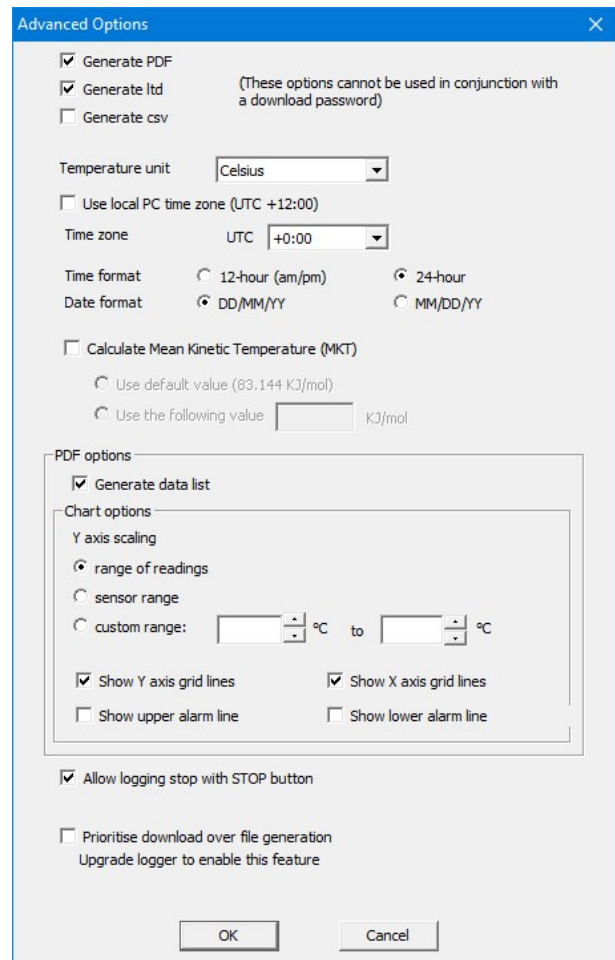 Advanced Options
Generate PDF
Generate ltd
Generate csv
(These options cannot be used in conjunction with
a download password)
Temperature unit Celsius
Use local PC time zone (UTC +12:00)
Time zone UTC +0:00
Time format 12-hour (am/pm) 24-hour
Date format DD/MM/YY MM/DD/YY
Calculate Mean Kinetic Temperature (MKT)
Use default value (83.144 KJ/mol)
Use the following value KJ/mol
PDF options
Generate data list
Chart options
Y axis scaling
range of readings
sensor range
custom range: ºC to ºC
Show Y axis grid lines Show X axis grid lines
Show upper alarm line Show lower alarm line
Allow logging stop with STOP button
Prioritise download over file generation
Upgrade logger to enable this feature
OK Cancel